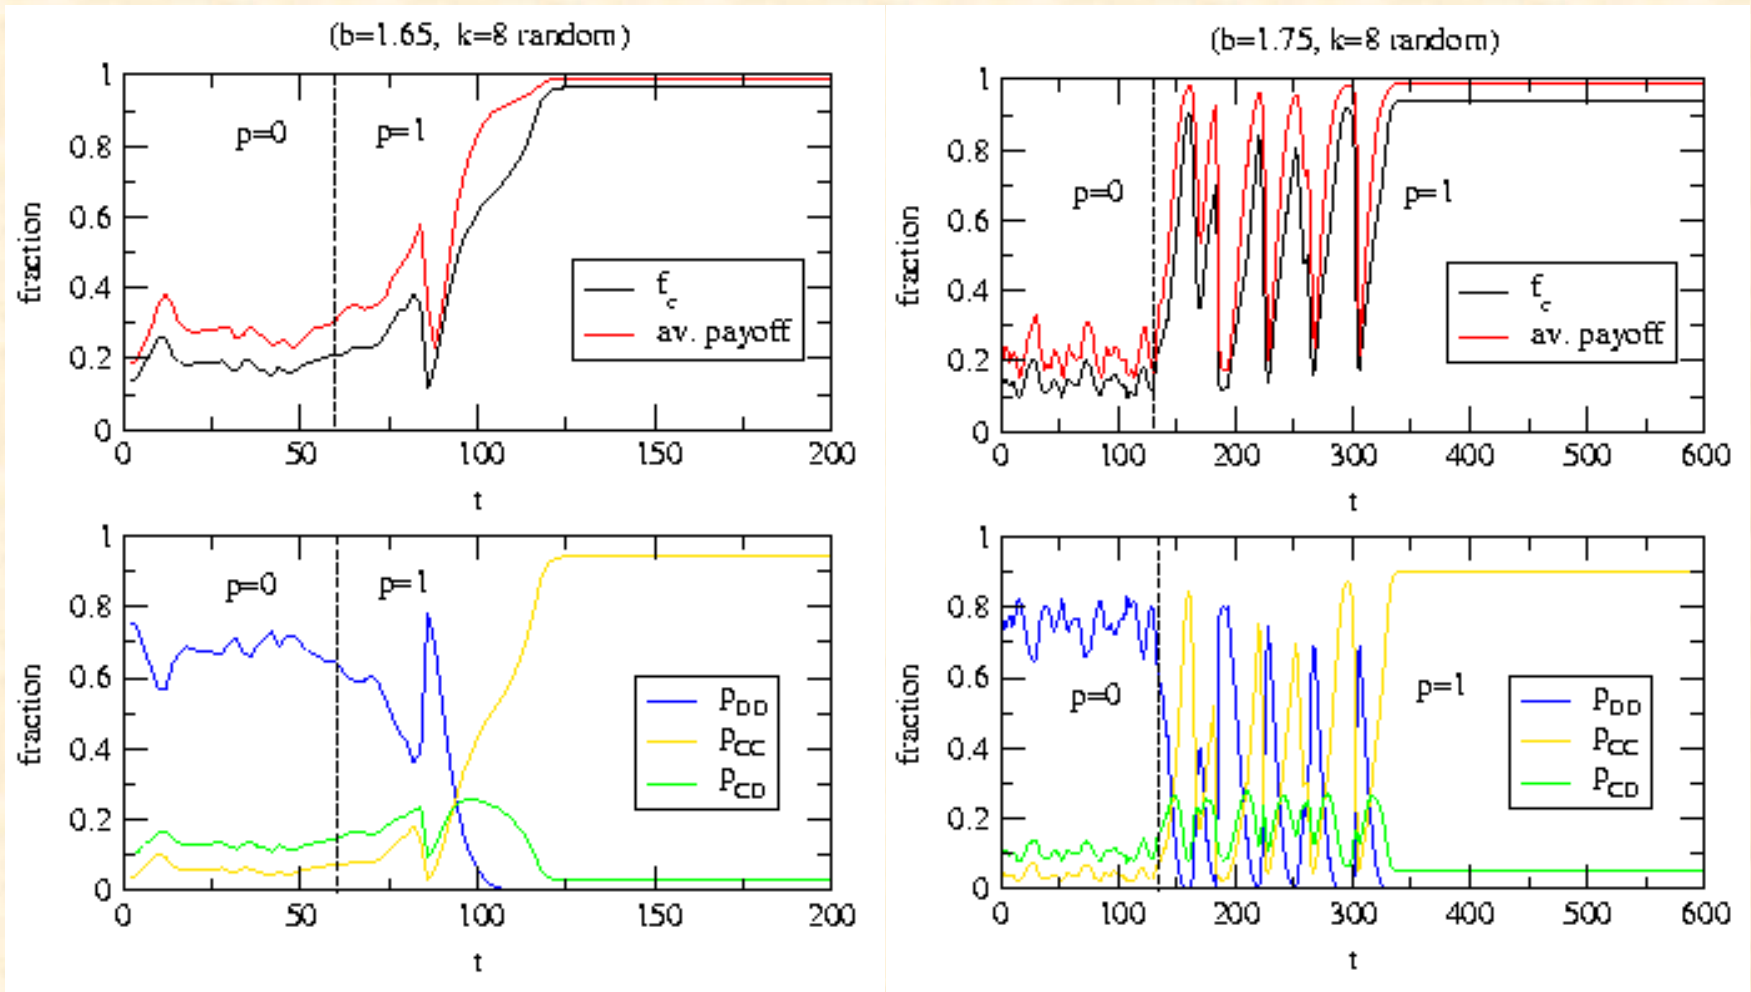 (b=1.65, k=8 random)
1
0.8
0.6
0.4
0.2
0
fraction
p=0
p=1
f_c
av. payoff
0 50 100 150 200
t
(b=1.75, k=8 random)
1
0.8
0.6
0.4
0.2
0
fraction
p=0
p=1
f_c
av. payoff
0 100 200 300 400 500 600
t
1
0.8
0.6
0.4
0.2
0
fraction
p=0
p=1
P_DD
P_CC
P_CD
0 50 100 150 200
t
1
0.8
0.6
0.4
0.2
0
fraction
p=0
p=1
P_DD
P_CC
P_CD
0 100 200 300 400 500 600
t